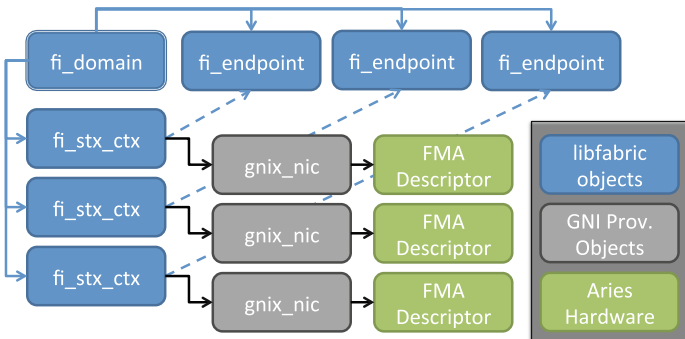 fi_domain
fi_endpoint
fi_endpoint
fi_endpoint
fi_stx_ctx
gnix_nic
FMA
Descriptor
fi_stx_ctx
gnix_nic
FMA
Descriptor
fi_stx_ctx
gnix_nic
FMA
Descriptor
libfabric
objects
GNI Prov.
Objects
Aries
Hardware